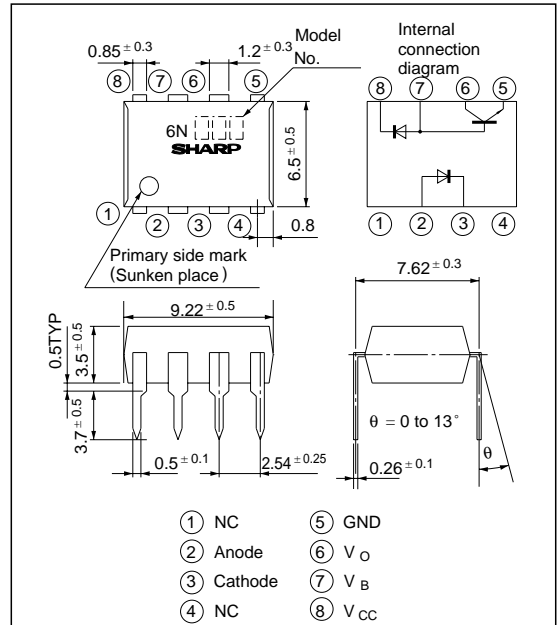 Model
No.
Internal
connection
diagram
0.85 ± 0.3
1.2 ± 0.3
8 7 6 5
8 7 6 5
6N
SHARP
6.5 ± 0.5
1 2 3 4
0.8
1 2 3 4
Primary side mark
(Sunken place)
9.22 ± 0.5
7.62 ± 0.3
0.5TYP
3.5 ± 0.5
3.7 ± 0.5
0.5 ± 0.1
2.54 ± 0.25
θ = 0 to 13°
0.26 ± 0.1
θ
1 NC
2 Anode
3 Cathode
4 NC
5 GND
6 VO
7 VB
8 VCC